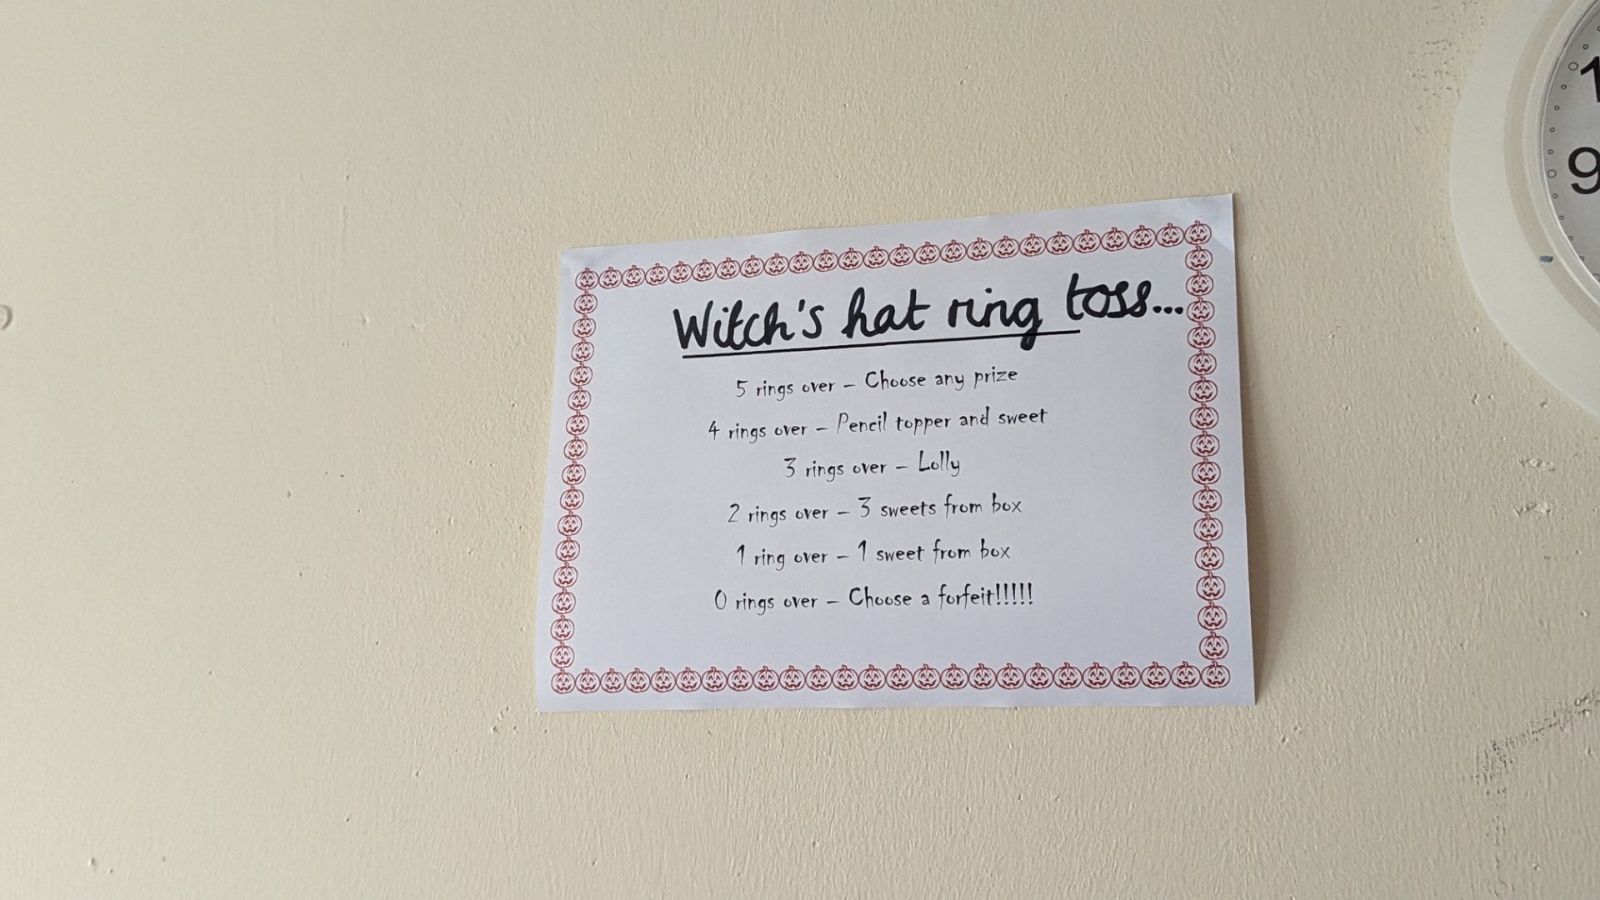 Witch's hat ring toss...
5 rings over – Choose any prize
4 rings over – Pencil topper and sweet
3 rings over – Lolly
2 rings over – 3 sweets from box
1 ring over – 1 sweet from box
0 rings over – Choose a forfeit!!!!!
9